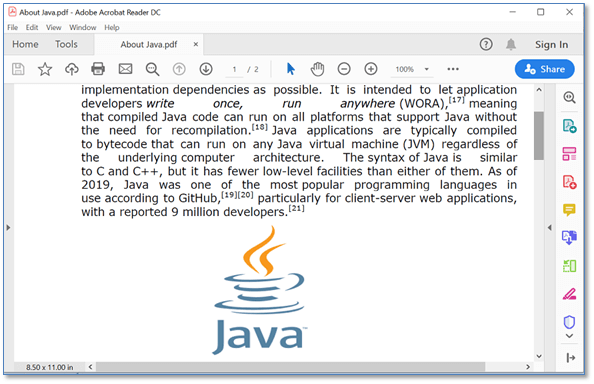 About Java.pdf - Adobe Acrobat Reader DC
File Edit View Window Help
Home Tools About Java.pdf × Sign In
1 / 2 100% Share
implementation dependencies as possible. It is intended to let application
developers write once, run anywhere (WORA),[17] meaning
that compiled Java code can run on all platforms that support Java without
the need for recompilation.[18] Java applications are typically compiled
to bytecode that can run on any Java virtual machine (JVM) regardless of
the underlying computer architecture. The syntax of Java is similar
to C and C++, but it has fewer low-level facilities than either of them. As of
2019, Java was one of the most popular programming languages in
use according to GitHub,[19][20] particularly for client-server web applications,
with a reported 9 million developers.[21]
Java™
8.50 x 11.00 in